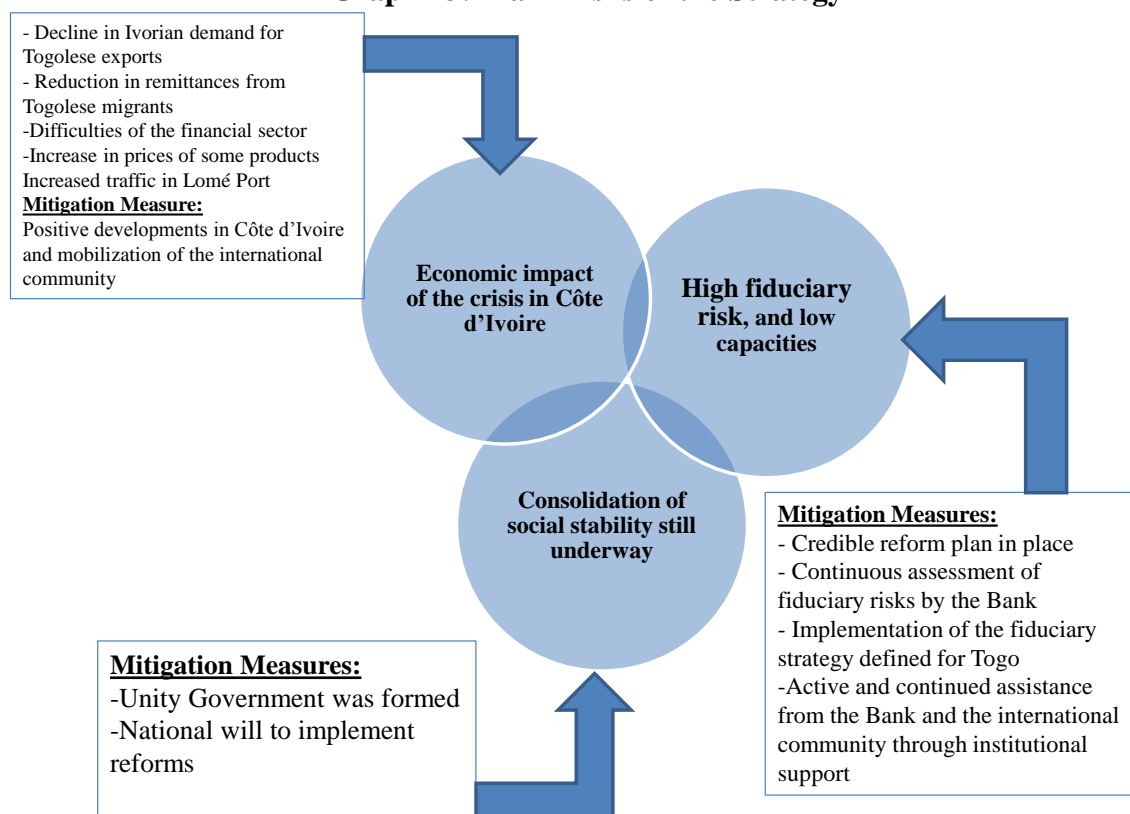 - Decline in Ivorian demand for
Togolese exports
- Reduction in remittances from
Togolese migrants
-Difficulties of the financial sector
-Increase in prices of some products
Increased traffic in Lomé Port
Mitigation Measure:
Positive developments in Côte d’Ivoire
and mobilization of the international
community
Economic impact
of the crisis in Côte
d’Ivoire
High fiduciary
risk, and low
capacities
Consolidation of
social stability still
underway
Mitigation Measures:
-Unity Government was formed
-National will to implement
reforms
Mitigation Measures:
- Credible reform plan in place
- Continuous assessment of
fiduciary risks by the Bank
- Implementation of the fiduciary
strategy defined for Togo
-Active and continued assistance
from the Bank and the international
community through institutional
support